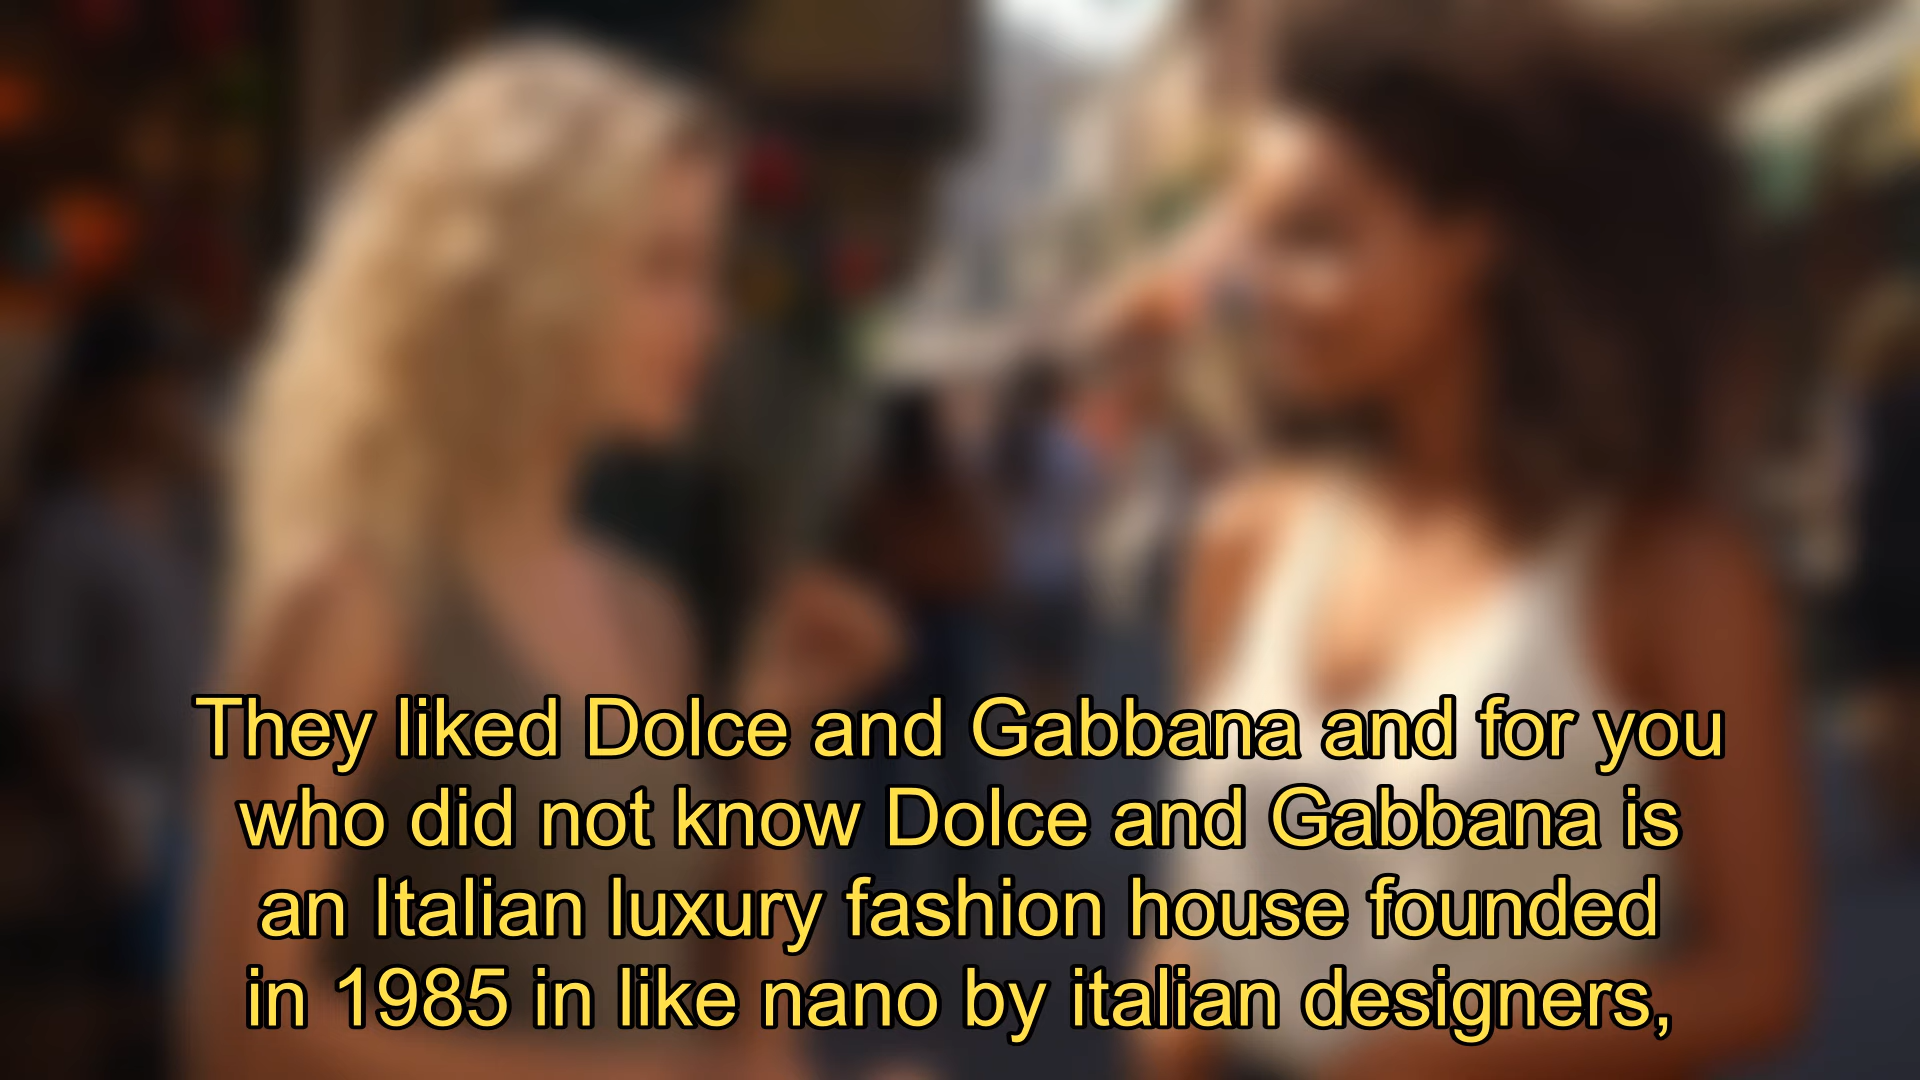 They liked Dolce and Gabbana and for you
who did not know Dolce and Gabbana is
an Italian luxury fashion house founded
in 1985 in like nano by italian designers,